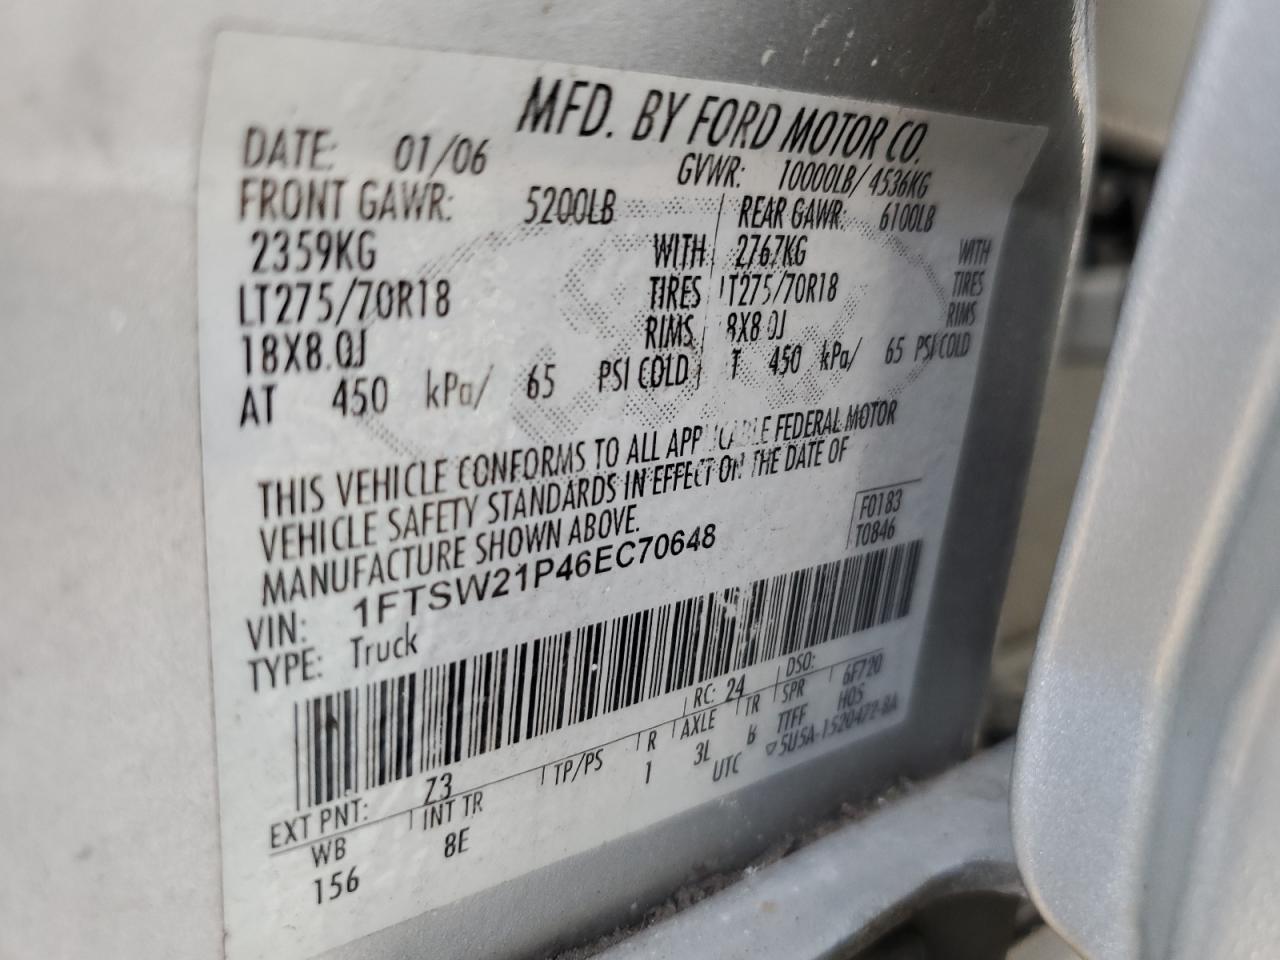 MFD. BY FORD MOTOR CO.
DATE: 01/06 GVWR: 10000LB/ 4536KG
FRONT GAWR: 5200LB REAR GAWR: 6100LB
2359KG WITH 2767KG WITH
LT275/70R18 TIRES T275/70R18 TIRES
18X8.0J RIMS 8X8.0J RIMS
AT 450 kPa/ 65 PSI COLD T 450 kPa/ 65 PSI COLD
THIS VEHICLE CONFORMS TO ALL APPLICABLE FEDERAL MOTOR
VEHICLE SAFETY STANDARDS IN EFFECT ON THE DATE OF
MANUFACTURE SHOWN ABOVE.
F0183
T0846
VIN: 1FTSW21P46EC70648
TYPE: Truck
EXT PNT: Z3 RC: 24 DSO: 6F720
WB INT TR TP/PS R AXLE TR SPR H05
156 8E 1 3L B TTFF
UTC ▽5U5A-1520472-BA